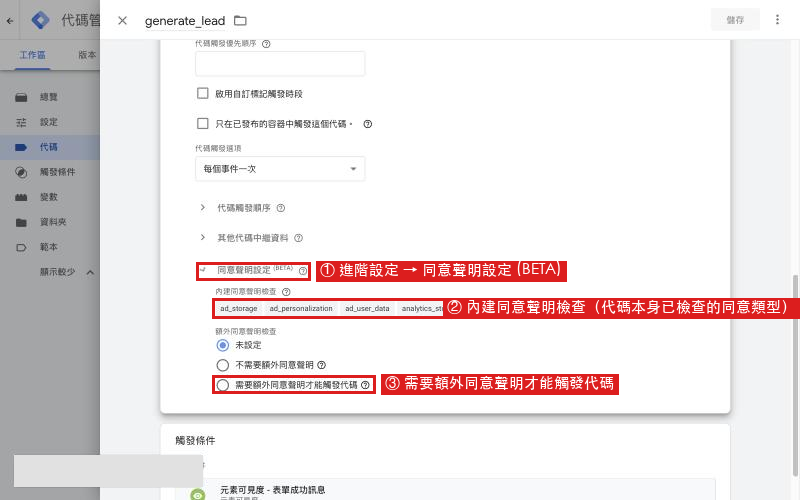 代碼管
generate_lead
儲存
工作區
版本
總覽
設定
代碼
觸發條件
變數
資料夾
範本
顯示較少
代碼觸發優先順序
啟用自訂標記觸發時段
只在已發布的容器中觸發這個代碼。
代碼觸發選項
每個事件一次
代碼觸發順序
其他代碼中繼資料
同意聲明設定 (BETA)
① 進階設定 → 同意聲明設定 (BETA)
內建同意聲明檢查
ad_storage ad_personalization ad_user_data analytics_sto
② 內建同意聲明檢查（代碼本身已檢查的同意類型）
額外同意聲明檢查
未設定
不需要額外同意聲明
需要額外同意聲明才能觸發代碼
③ 需要額外同意聲明才能觸發代碼
觸發條件
元素可見度 - 表單成功訊息
元素可見度